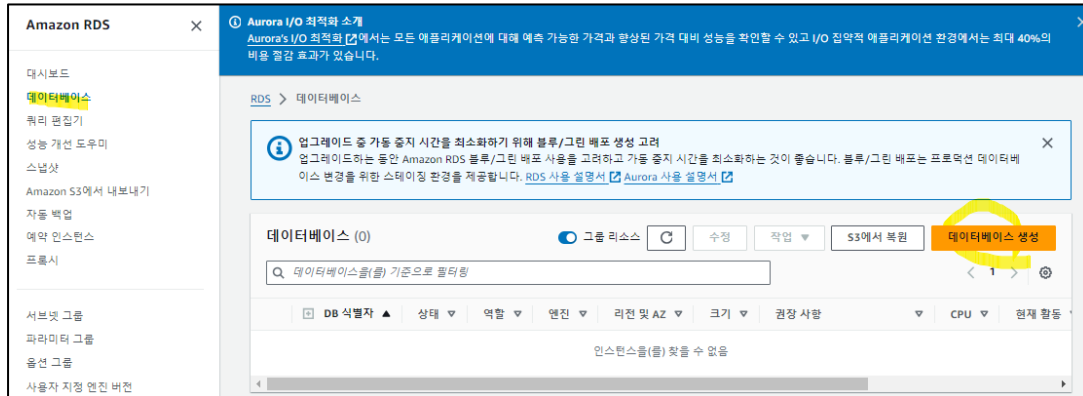 Amazon RDS
대시보드
데이터베이스
쿼리 편집기
성능 개선 도우미
스냅샷
Amazon S3에서 내보내기
자동 백업
예약 인스턴스
프록시
서브넷 그룹
파라미터 그룹
옵션 그룹
사용자 지정 엔진 버전
Aurora I/O 최적화 소개
Aurora's I/O 최적화에서는 모든 애플리케이션에 대해 예측 가능한 가격과 향상된 가격 대비 성능을 확인할 수 있고 I/O 집약적 애플리케이션 환경에서는 최대 40%의
비용 절감 효과가 있습니다.
RDS > 데이터베이스
업그레이드 중 가동 중지 시간을 최소화하기 위해 블루/그린 배포 생성 고려
업그레이드하는 동안 Amazon RDS 블루/그린 배포 사용을 고려하고 가동 중지 시간을 최소화하는 것이 좋습니다. 블루/그린 배포는 프로덕션 데이터베
이스 변경을 위한 스테이징 환경을 제공합니다. RDS 사용 설명서 Aurora 사용 설명서
데이터베이스 (0) 그룹 리소스 수정 작업 S3에서 복원 데이터베이스 생성
데이터베이스을(를) 기준으로 필터링 < 1 >
DB 식별자 상태 역할 엔진 리전 및 AZ 크기 권장 사항 CPU 현재 활동
인스턴스을(를) 찾을 수 없음